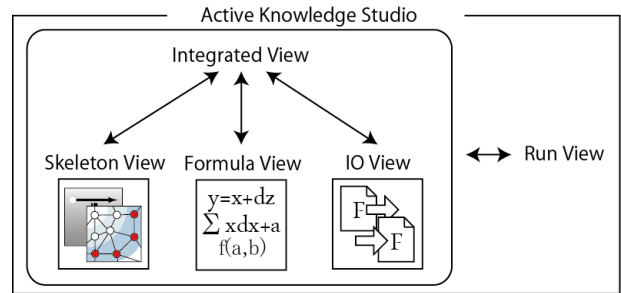 Active Knowledge Studio
Integrated View
Skeleton View Formula View IO View
Run View
y=x+dz
∑ xdx+a
f(a,b)
F
F